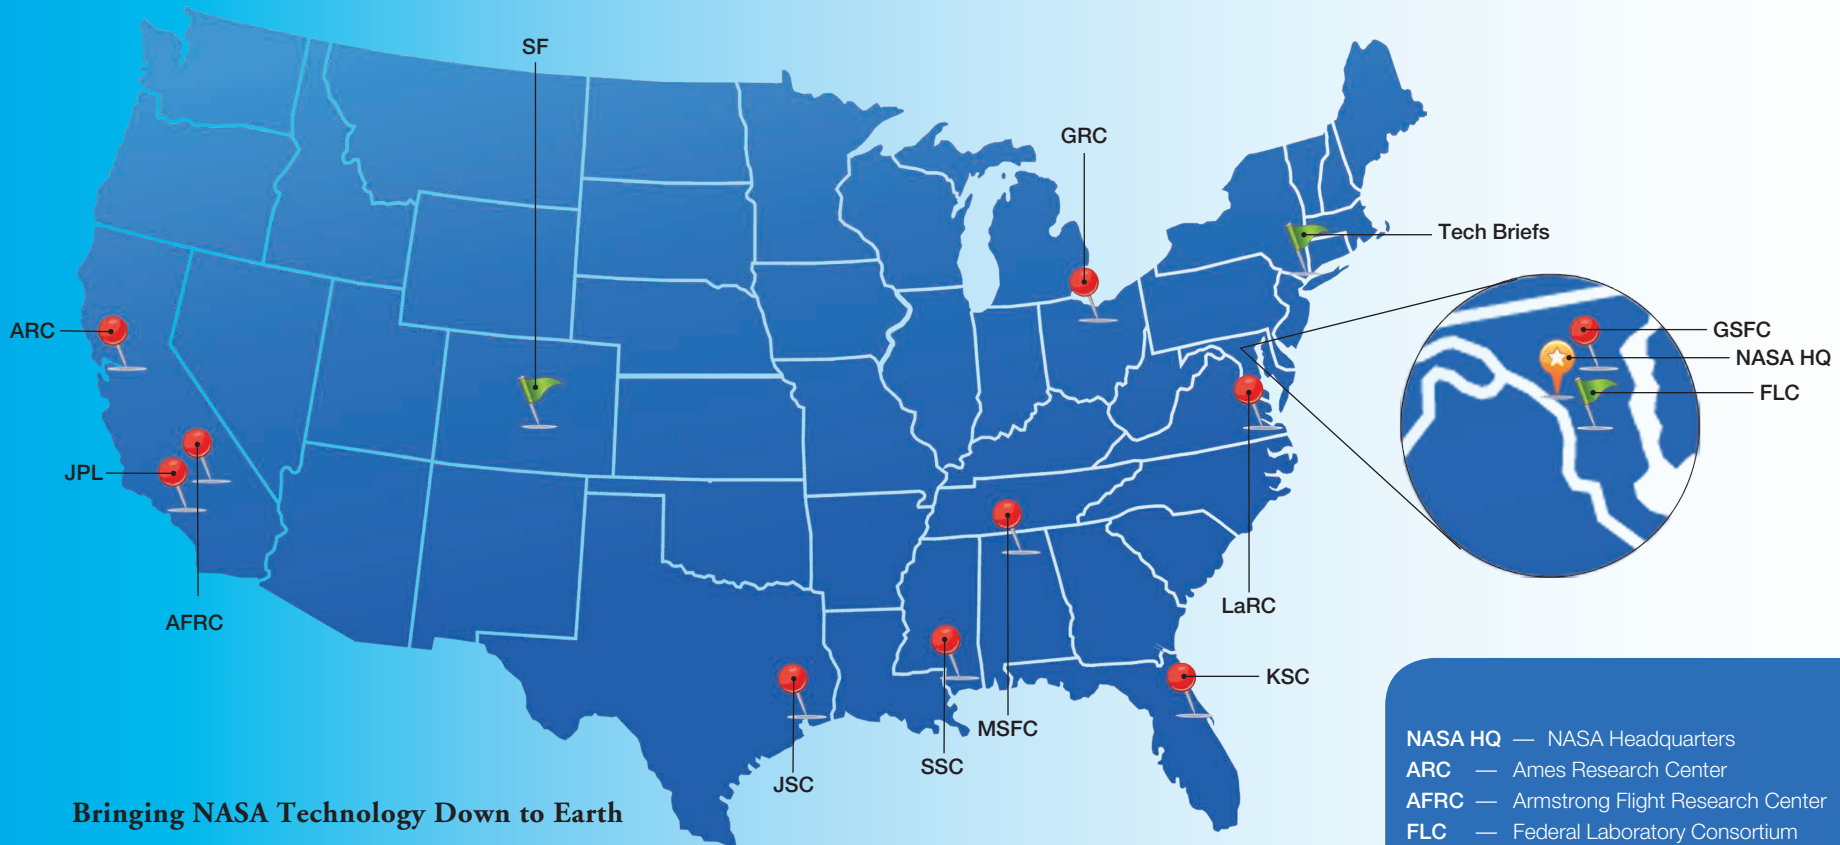 SF
GRC
Tech Briefs
GSFC
ARC
NASA HQ
FLC
JPL
LaRC
AFRC
KSC
MSFC
SSC
JSC
Bringing NASA Technology Down to Earth
NASA HQ — NASA Headquarters
ARC — Ames Research Center
AFRC — Armstrong Flight Research Center
FLC — Federal Laboratory Consortium